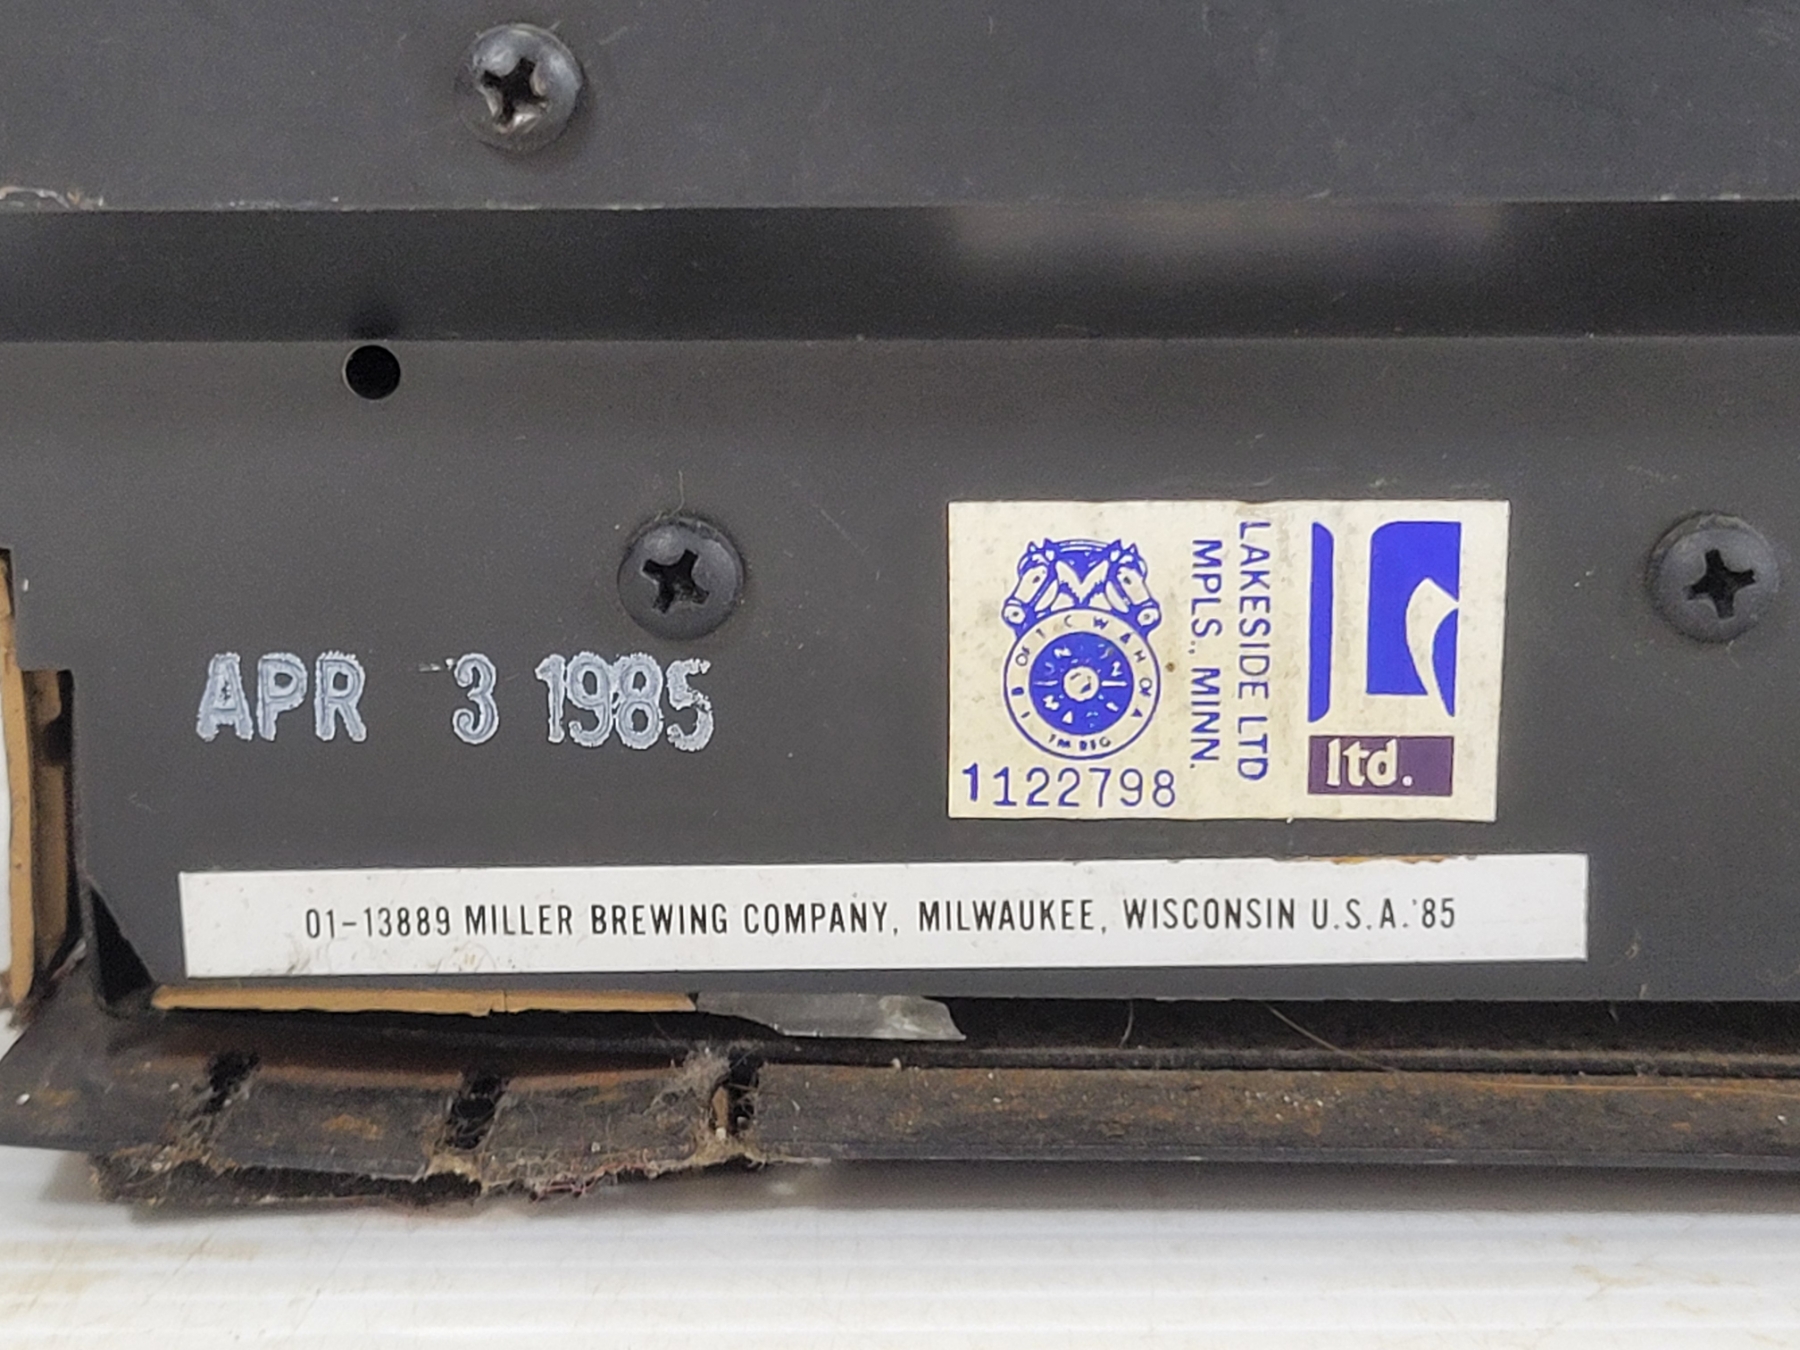 APR 3 1985
LAKESIDE LTD
MPLS., MINN.
ltd.
1122798
01-13889 MILLER BREWING COMPANY, MILWAUKEE, WISCONSIN U.S.A.'85